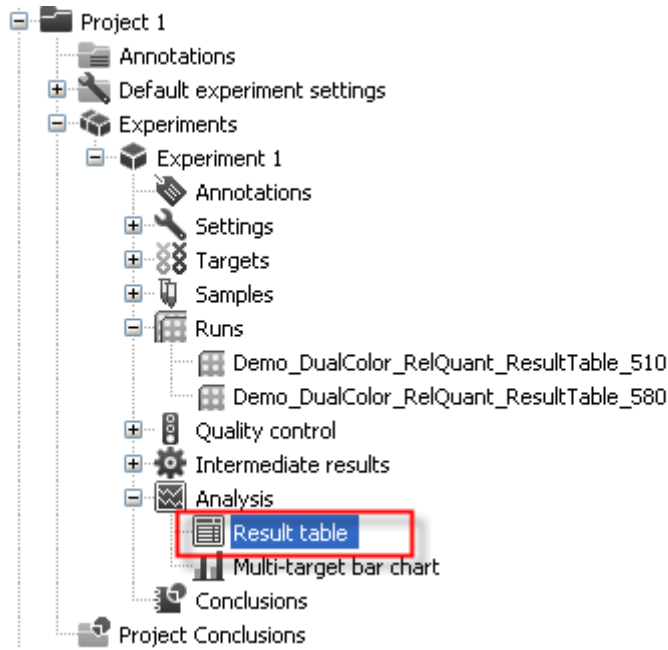 Project 1
Annotations
Default experiment settings
Experiments
Experiment 1
Annotations
Settings
Targets
Samples
Runs
Demo_DualColor_RelQuant_ResultTable_510
Demo_DualColor_RelQuant_ResultTable_580
Quality control
Intermediate results
Analysis
Result table
Multi-target bar chart
Conclusions
Project Conclusions